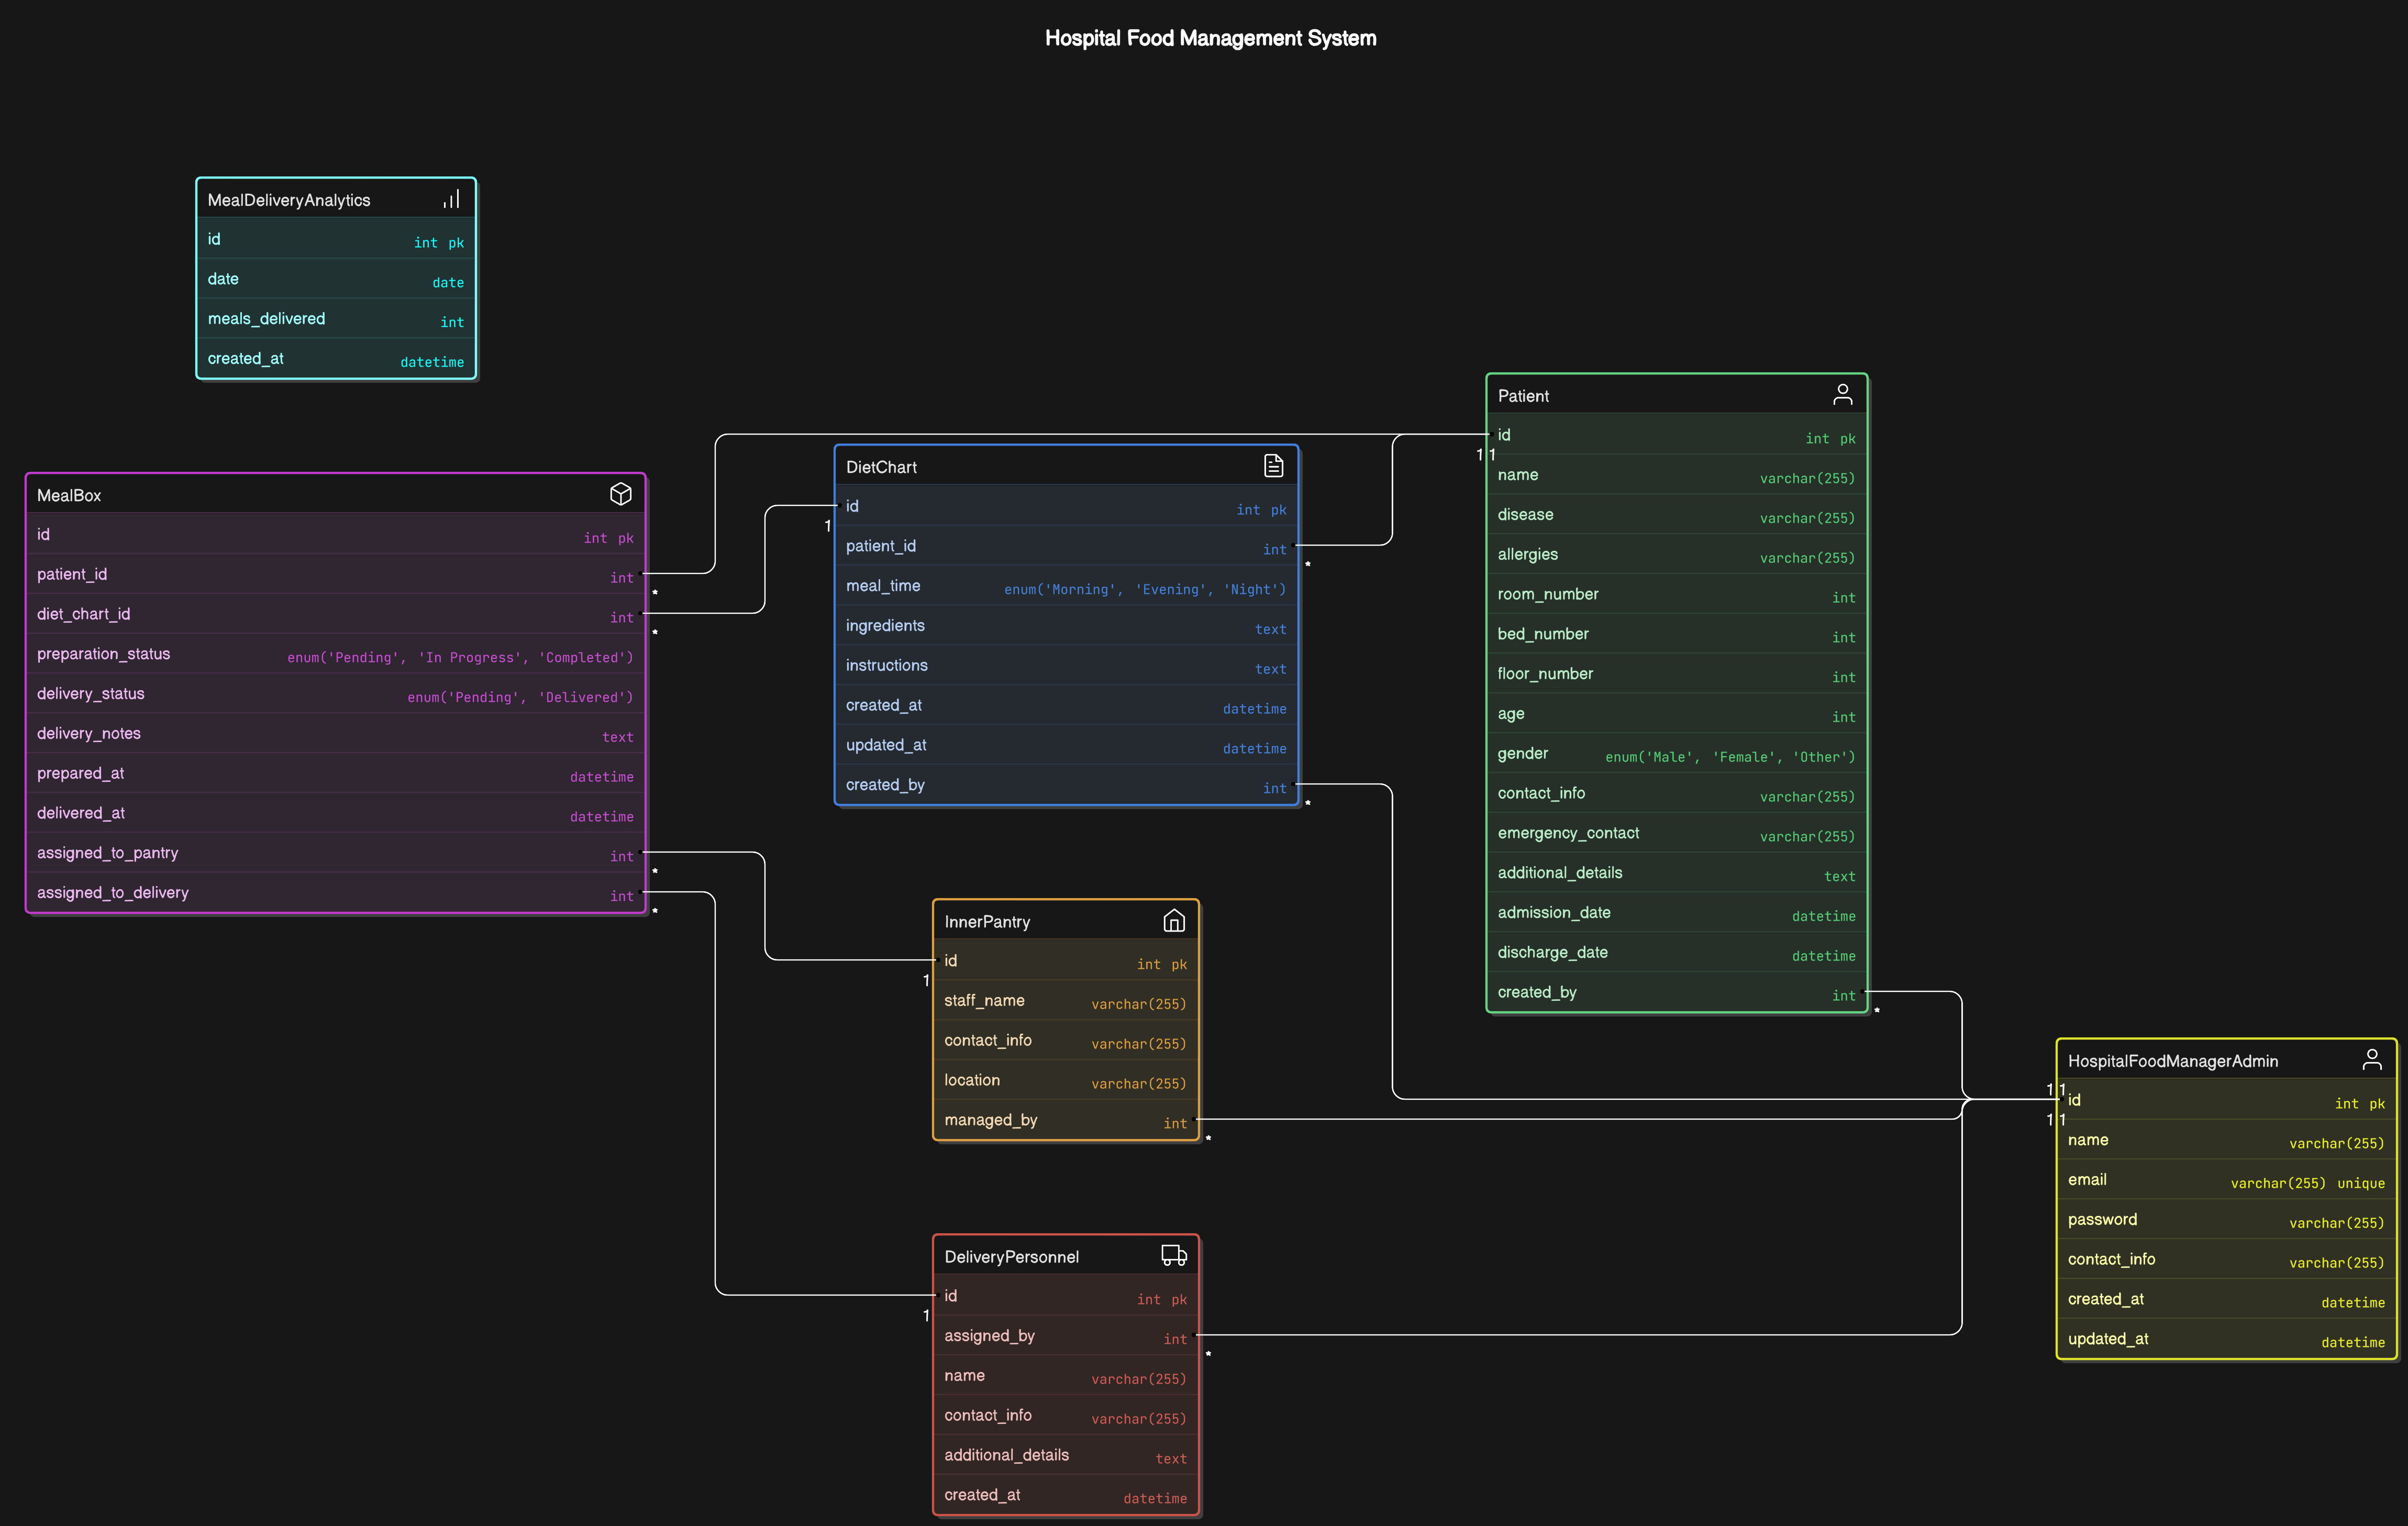 Hospital Food Management System
MealDeliveryAnalytics
id int pk
date date
meals_delivered int
created_at datetime
MealBox
id int pk
patient_id int
*
diet_chart_id int
*
preparation_status enum('Pending', 'In Progress', 'Completed')
delivery_status enum('Pending', 'Delivered')
delivery_notes text
prepared_at datetime
delivered_at datetime
assigned_to_pantry int
*
assigned_to_delivery int
*
DietChart
id int pk
1
patient_id int
*
meal_time enum('Morning', 'Evening', 'Night')
ingredients text
instructions text
created_at datetime
updated_at datetime
created_by int
*
InnerPantry
id int pk
1
staff_name varchar(255)
contact_info varchar(255)
location varchar(255)
managed_by int
*
DeliveryPersonnel
id int pk
1
assigned_by int
*
name varchar(255)
contact_info varchar(255)
additional_details text
created_at datetime
Patient
id int pk
1 1
name varchar(255)
disease varchar(255)
allergies varchar(255)
room_number int
bed_number int
floor_number int
age int
gender enum('Male', 'Female', 'Other')
contact_info varchar(255)
emergency_contact varchar(255)
additional_details text
admission_date datetime
discharge_date datetime
created_by int
*
HospitalFoodManagerAdmin
1 1
id int pk
1 1
name varchar(255)
email varchar(255) unique
password varchar(255)
contact_info varchar(255)
created_at datetime
updated_at datetime